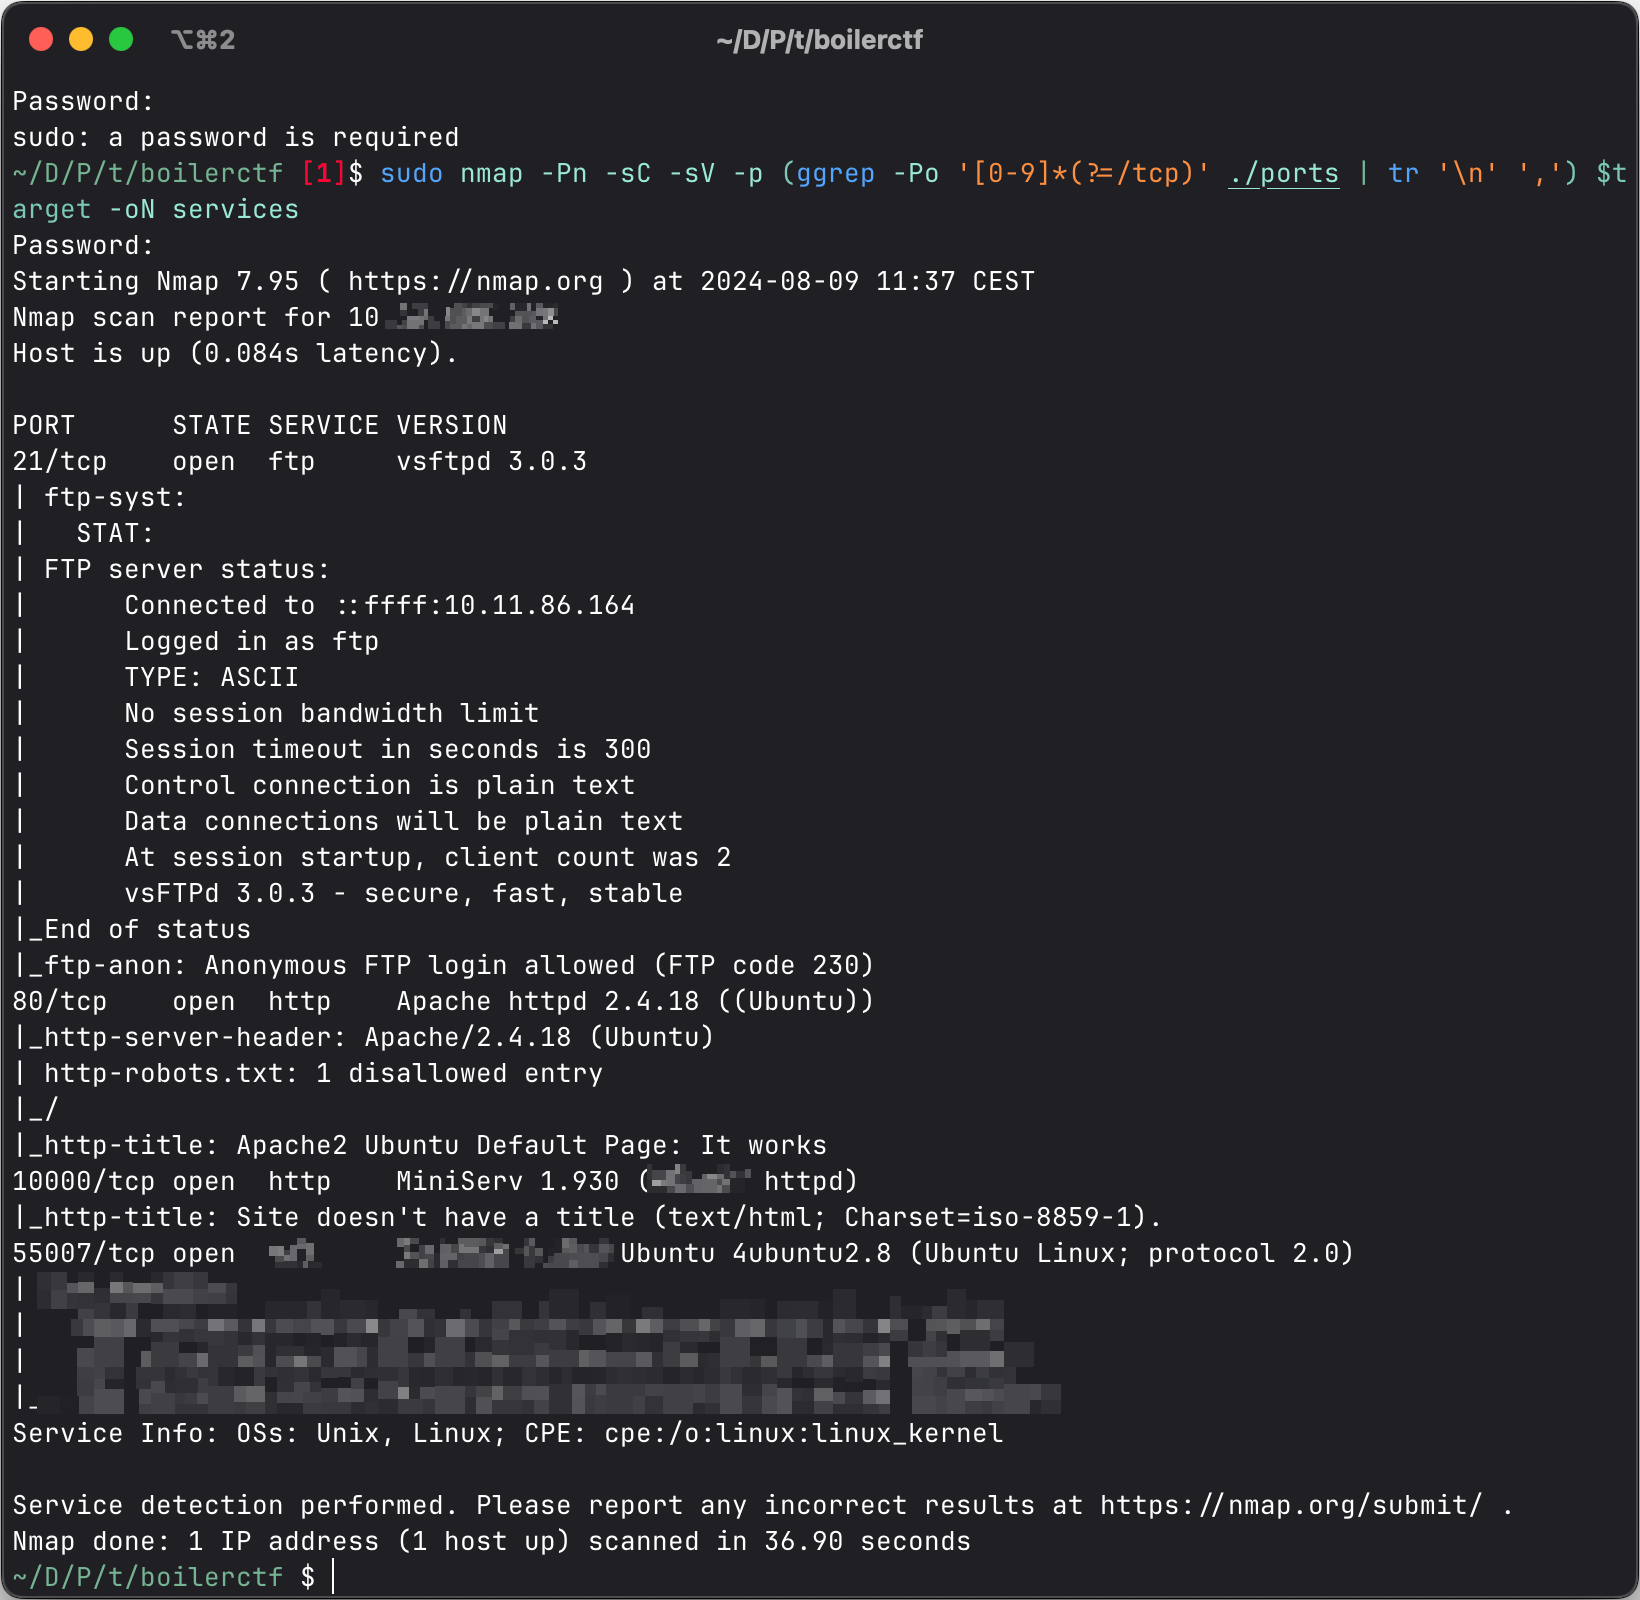 ⌥⌘2
~/D/P/t/boilerctf
Password:
sudo: a password is required
~/D/P/t/boilerctf [1]$ sudo nmap -Pn -sC -sV -p (ggrep -Po '[0-9]*(?=/tcp)' ./ports | tr '\n' ',') $t
arget -oN services
Password:
Starting Nmap 7.95 ( https://nmap.org ) at 2024-08-09 11:37 CEST
Nmap scan report for 10
Host is up (0.084s latency).
PORT      STATE SERVICE VERSION
21/tcp    open  ftp     vsftpd 3.0.3
| ftp-syst:
|   STAT:
| FTP server status:
|      Connected to ::ffff:10.11.86.164
|      Logged in as ftp
|      TYPE: ASCII
|      No session bandwidth limit
|      Session timeout in seconds is 300
|      Control connection is plain text
|      Data connections will be plain text
|      At session startup, client count was 2
|      vsFTPd 3.0.3 - secure, fast, stable
|_End of status
|_ftp-anon: Anonymous FTP login allowed (FTP code 230)
80/tcp    open  http    Apache httpd 2.4.18 ((Ubuntu))
|_http-server-header: Apache/2.4.18 (Ubuntu)
| http-robots.txt: 1 disallowed entry
|_/
|_http-title: Apache2 Ubuntu Default Page: It works
10000/tcp open  http    MiniServ 1.930 ( httpd)
|_http-title: Site doesn't have a title (text/html; Charset=iso-8859-1).
55007/tcp open Ubuntu 4ubuntu2.8 (Ubuntu Linux; protocol 2.0)
|
|
|
|_
Service Info: OSs: Unix, Linux; CPE: cpe:/o:linux:linux_kernel
Service detection performed. Please report any incorrect results at https://nmap.org/submit/ .
Nmap done: 1 IP address (1 host up) scanned in 36.90 seconds
~/D/P/t/boilerctf $